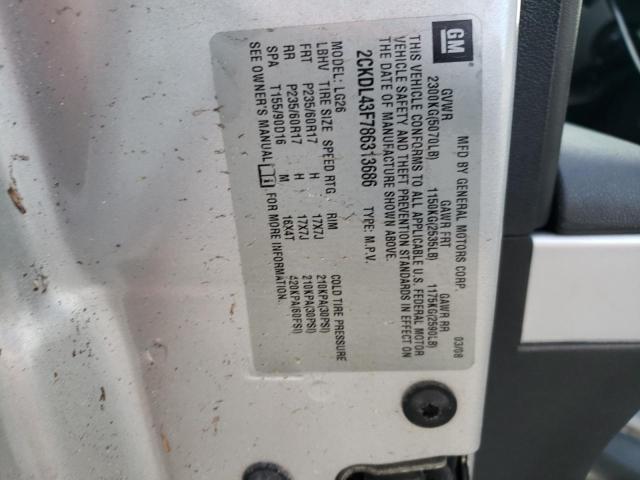 GM
MFD BY GENERAL MOTORS CORP. 03/08
GVWR GAWR FRT GAWR RR
2300KG(5070LB) 1150KG(2535LB) 1175KG(2590LB)
THIS VEHICLE CONFORMS TO ALL APPLICABLE U.S. FEDERAL MOTOR
VEHICLE SAFETY AND THEFT PREVENTION STANDARDS IN EFFECT ON
THE DATE OF MANUFACTURE SHOWN ABOVE.
2CKDL43F786313686 TYPE: M.P.V.
MODEL: LG26
LBHV TIRE SIZE SPEED RTG RIM COLD TIRE PRESSURE
FRT P235/60R17 H 17X7J 210KPA(30PSI)
RR P235/60R17 H 17X7J 210KPA(30PSI)
SPA T155/90D16 M 16X4T 420KPA(60PSI)
SEE OWNER'S MANUAL FOR MORE INFORMATION.